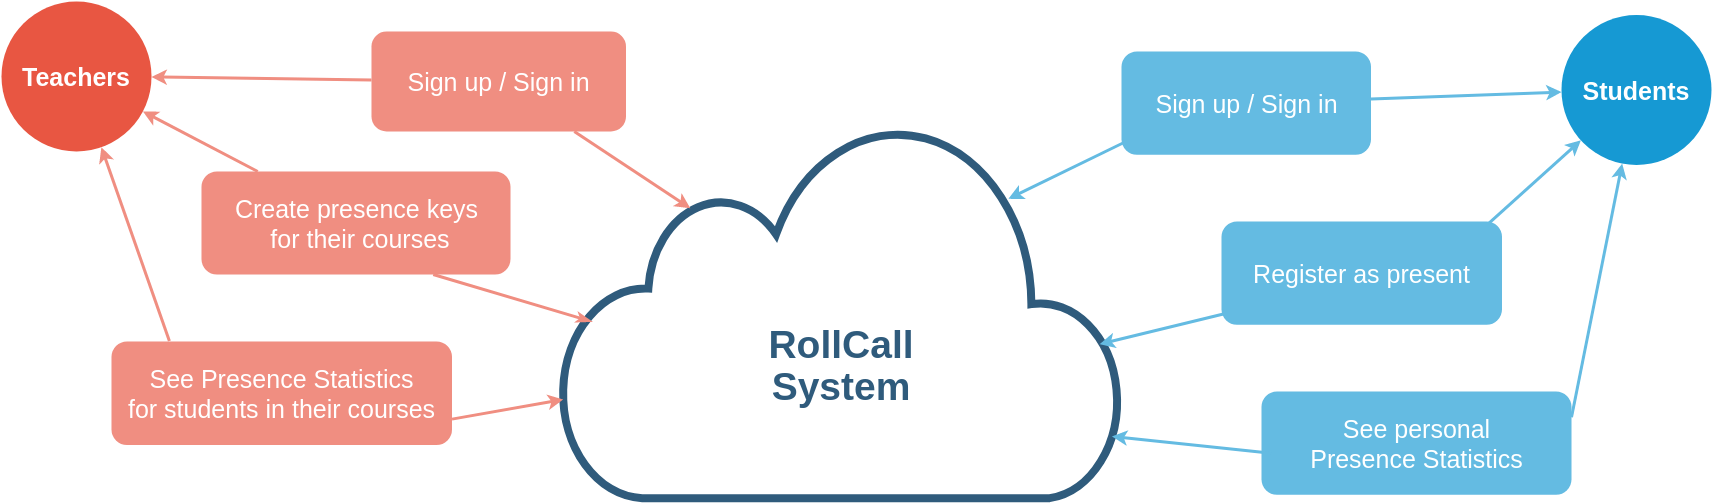 Teachers
Sign up / Sign in
Create presence keys
for their courses
See Presence Statistics
for students in their courses
RollCall
System
Sign up / Sign in
Students
Register as present
See personal
Presence Statistics